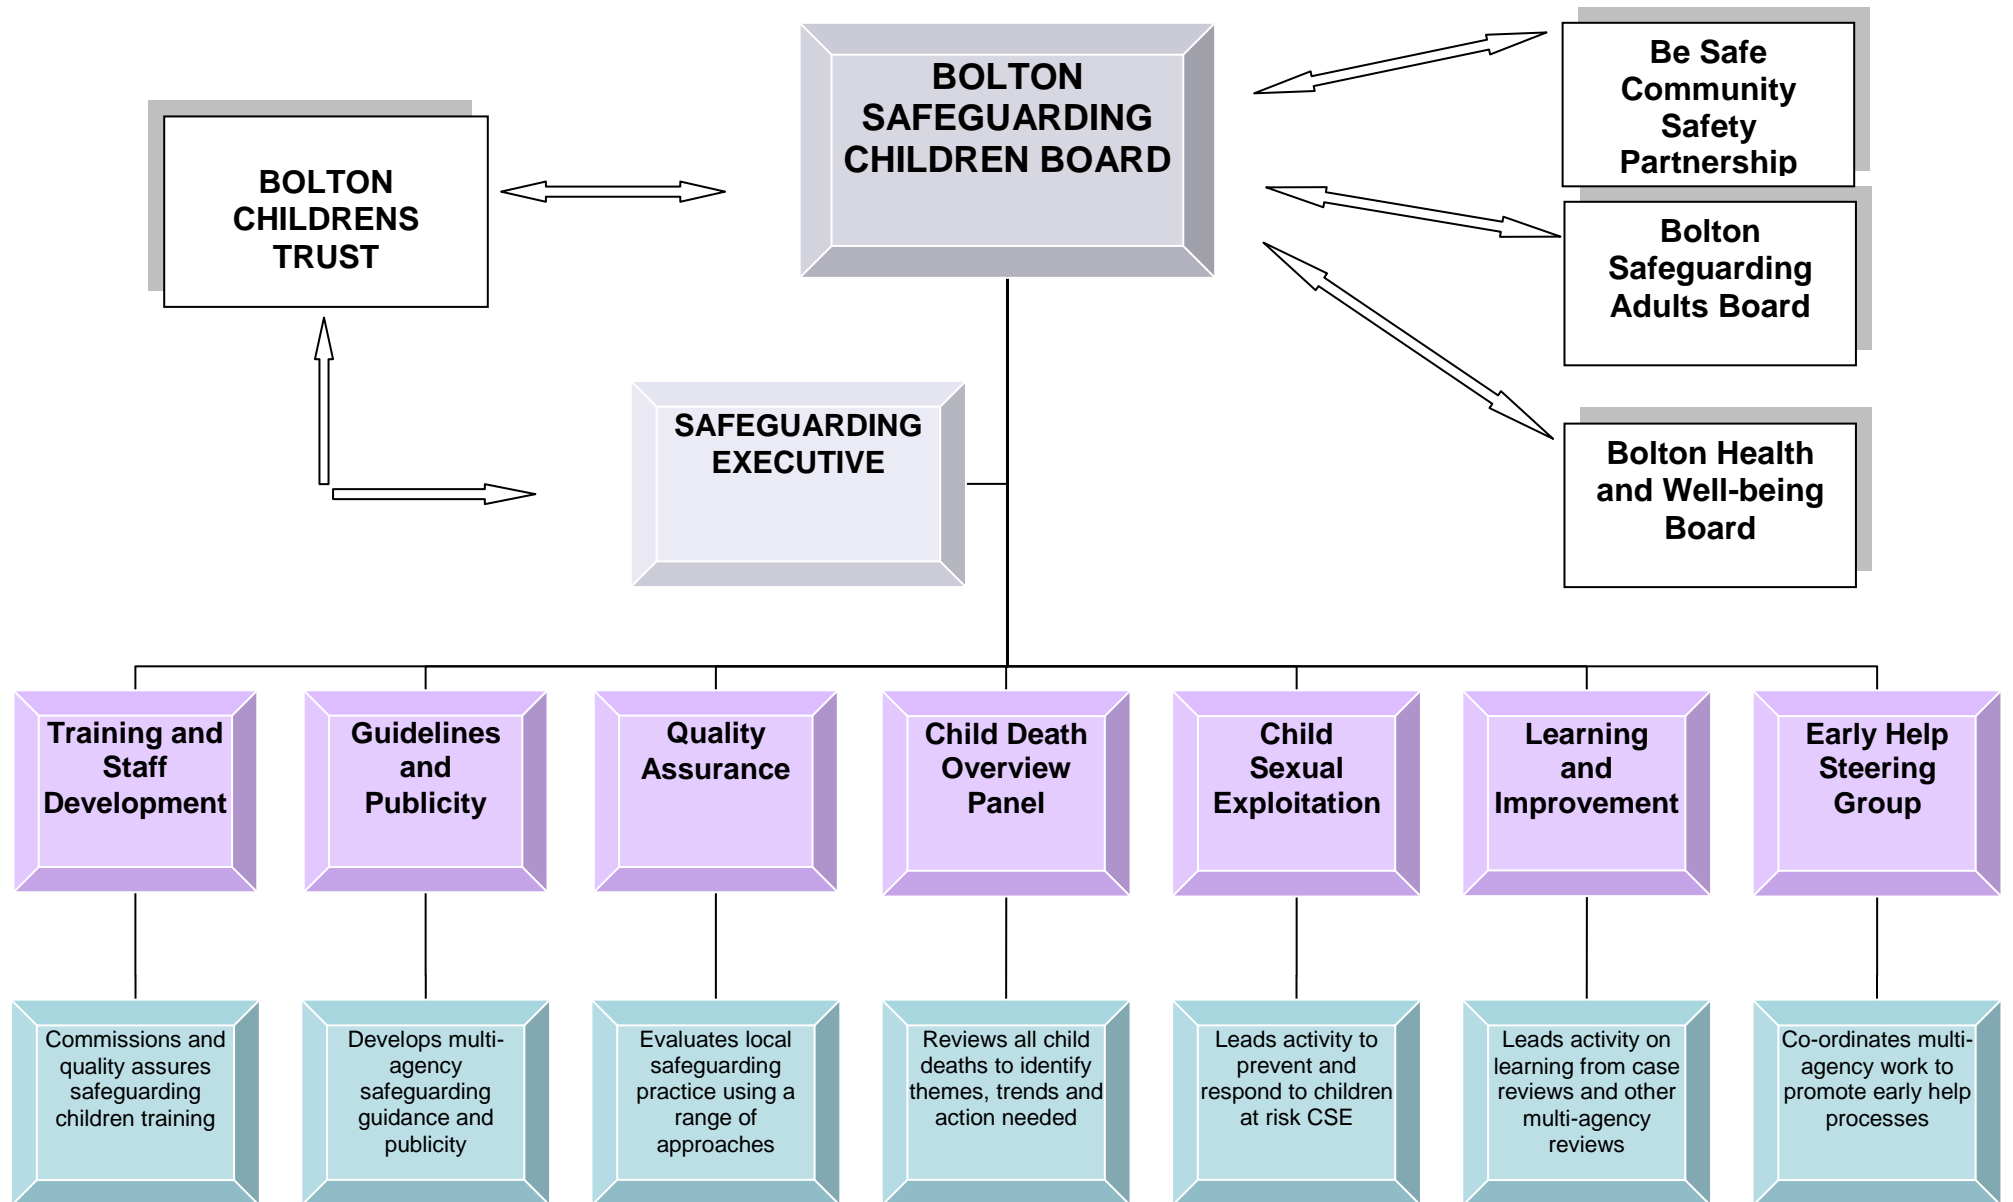 BOLTON
SAFEGUARDING
CHILDREN BOARD
Be Safe
Community
Safety
Partnership
BOLTON
CHILDRENS
TRUST
Bolton
Safeguarding
Adults Board
SAFEGUARDING
EXECUTIVE
Bolton Health
and Well-being
Board
Training and
Staff
Development
Guidelines
and
Publicity
Quality
Assurance
Child Death
Overview
Panel
Child
Sexual
Exploitation
Learning
and
Improvement
Early Help
Steering
Group
Commissions and
quality assures
safeguarding
children training
Develops multi-
agency
safeguarding
guidance and
publicity
Evaluates local
safeguarding
practice using a
range of
approaches
Reviews all child
deaths to identify
themes, trends and
action needed
Leads activity to
prevent and
respond to children
at risk CSE
Leads activity on
learning from case
reviews and other
multi-agency
reviews
Co-ordinates multi-
agency work to
promote early help
processes